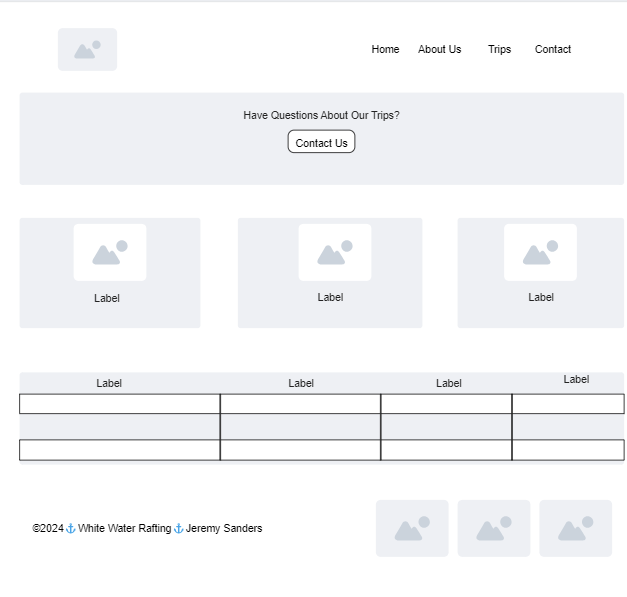 Home About Us Trips Contact
Have Questions About Our Trips?
Contact Us
Label Label Label
Label Label Label Label
©2024⚓White Water Rafting⚓Jeremy Sanders